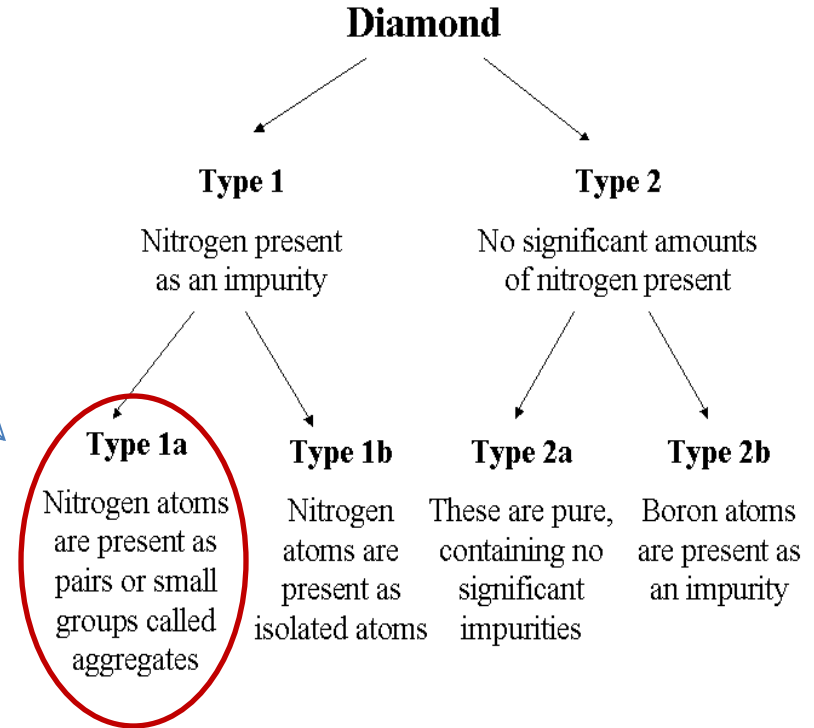 Diamond
Type 1
Nitrogen present
as an impurity
Type 2
No significant amounts
of nitrogen present
Type 1a
Nitrogen atoms
are present as
pairs or small
groups called
aggregates
Type 1b
Nitrogen
atoms are
present as
isolated atoms
Type 2a
These are pure,
containing no
significant
impurities
Type 2b
Boron atoms
are present as
an impurity